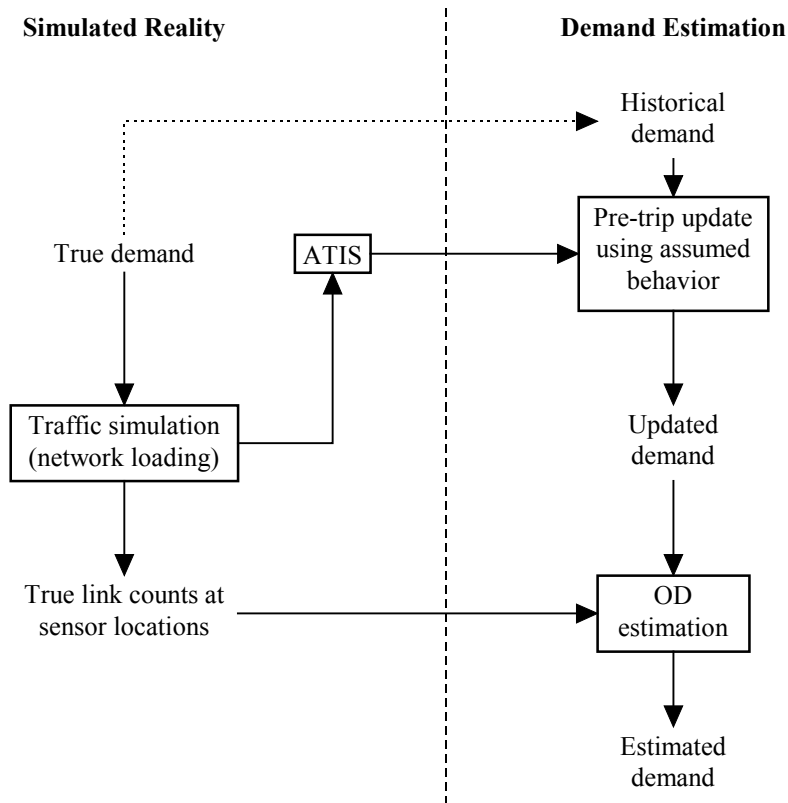 Simulated Reality
Demand Estimation
Historical
demand
True demand
ATIS
Pre-trip update
using assumed
behavior
Traffic simulation
(network loading)
Updated
demand
True link counts at
sensor locations
OD
estimation
Estimated
demand